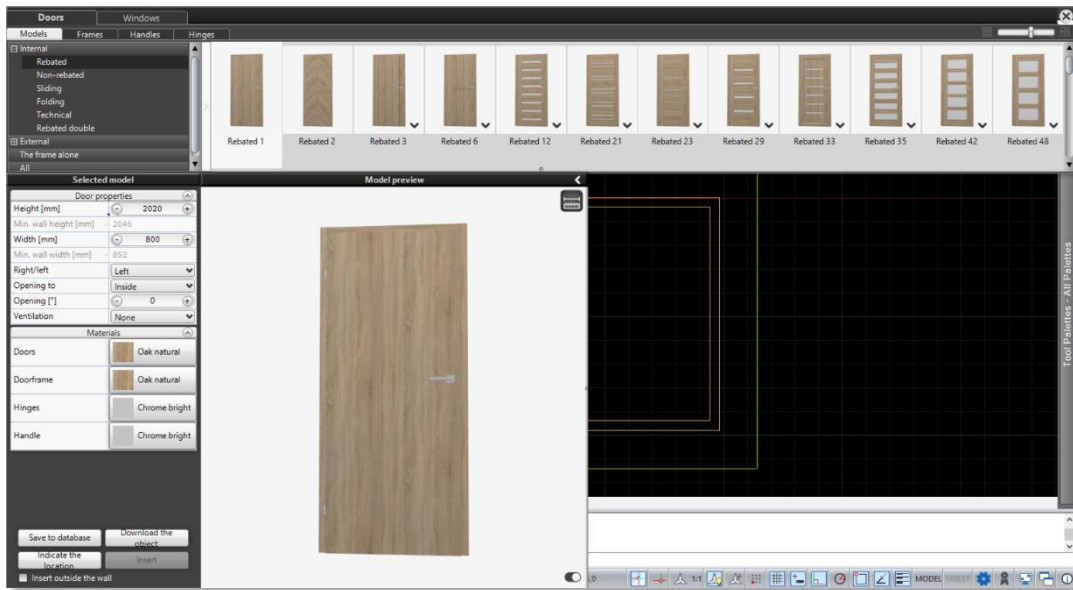 Doors Windows
Models Frames Handles Hinges
Internal
Rebated
Non-rebated
Sliding
Folding
Technical
Rebated double
External
The frame alone
All
Rebated 1 Rebated 2 Rebated 3 Rebated 6 Rebated 12 Rebated 21 Rebated 23 Rebated 29 Rebated 33 Rebated 35 Rebated 42 Rebated 48
Selected model
Door properties
Height [mm] 2020
Min. wall height [mm] 2046
Width [mm] 800
Min. wall width [mm] 852
Right/left Left
Opening to Inside
Opening [°] 0
Ventilation None
Materials
Doors Oak natural
Doorframe Oak natural
Hinges Chrome bright
Handle Chrome bright
Save to database
Download the object
Indicate the location
Insert
Insert outside the wall
Model preview
Tool Palettes - All Palettes
,0 1:1 MODEL TABLET